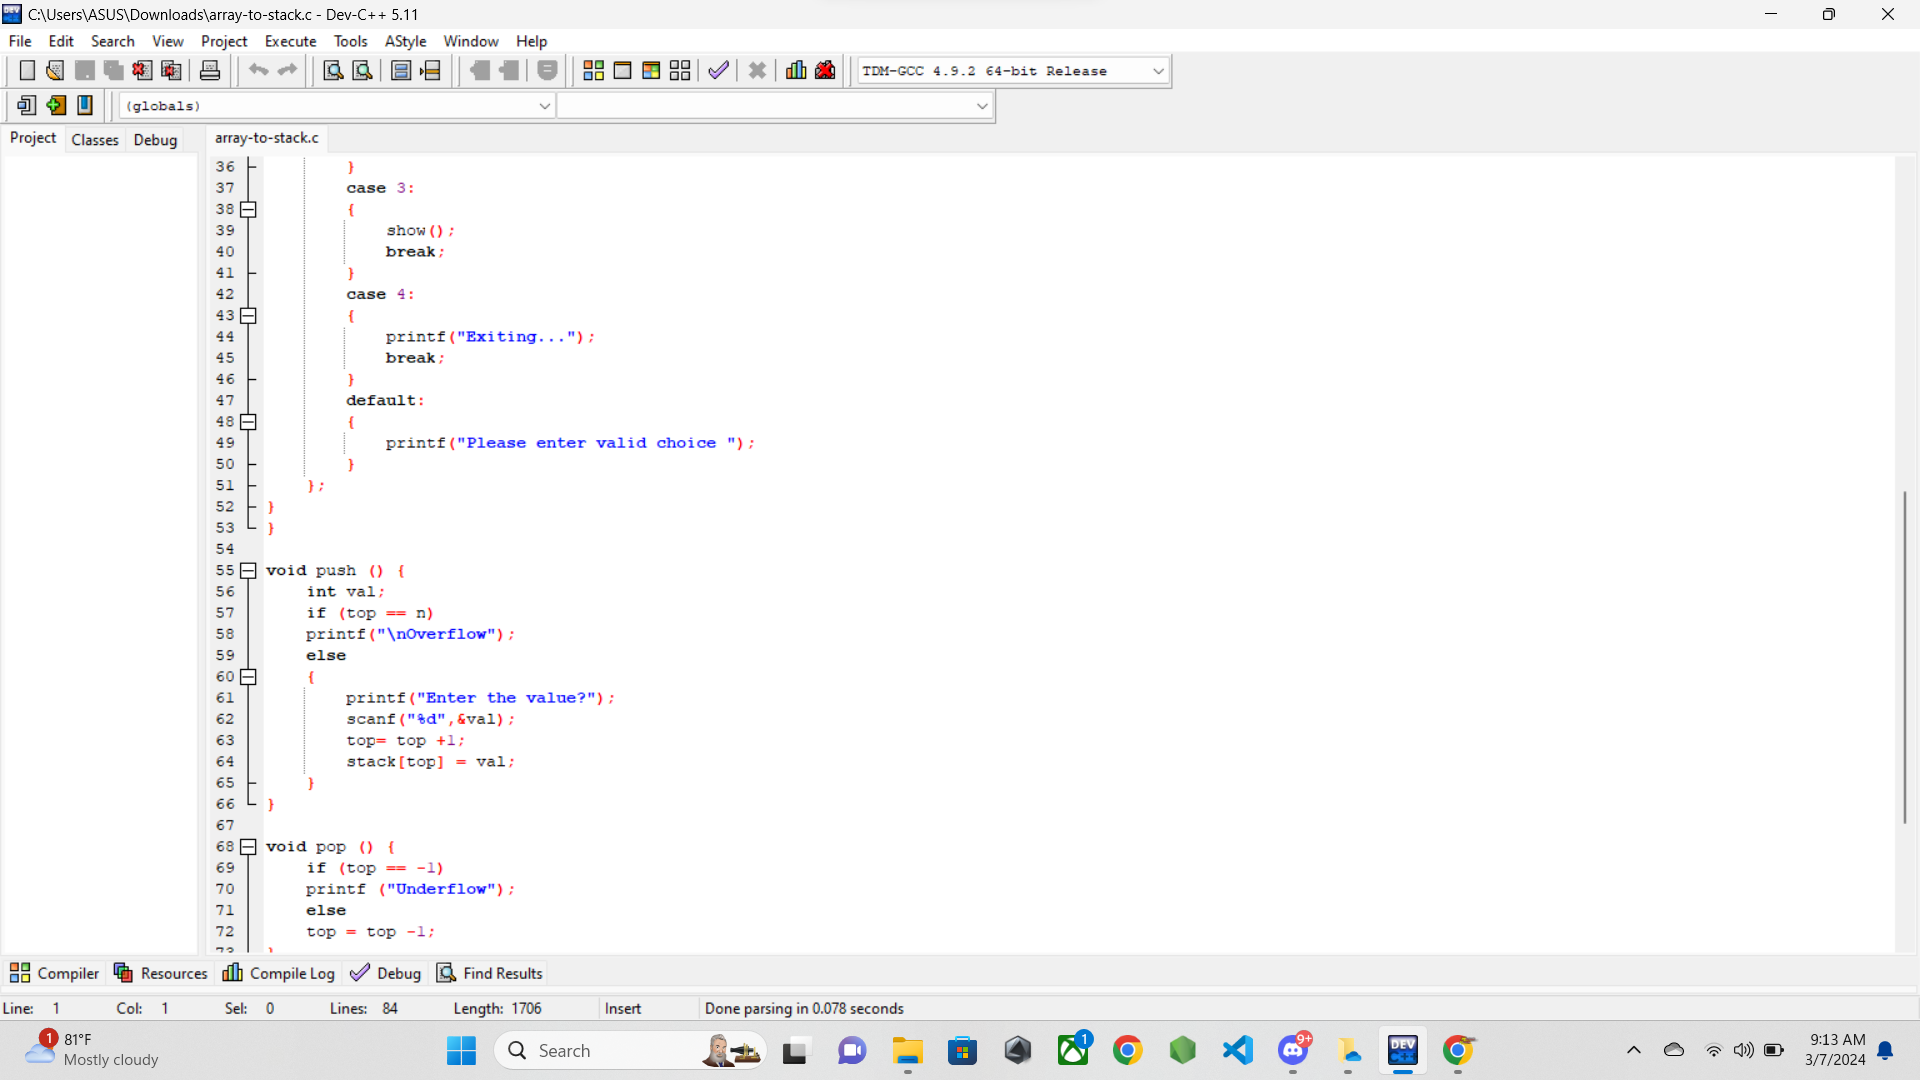 C:\Users\ASUS\Downloads\array-to-stack.c - Dev-C++ 5.11
File Edit Search View Project Execute Tools AStyle Window Help
TDM-GCC 4.9.2 64-bit Release
(globals)
Project Classes Debug array-to-stack.c
36 }
37 case 3:
38 {
39 show();
40 break;
41 }
42 case 4:
43 {
44 printf("Exiting...");
45 break;
46 }
47 default:
48 {
49 printf("Please enter valid choice ");
50 }
51 };
52 }
53 }
54
55 void push () {
56 int val;
57 if (top == n)
58 printf("\nOverflow");
59 else
60 {
61 printf("Enter the value?");
62 scanf("%d",&val);
63 top= top +1;
64 stack[top] = val;
65 }
66 }
67
68 void pop () {
69 if (top == -1)
70 printf ("Underflow");
71 else
72 top = top -1;
73 }
Compiler Resources Compile Log Debug Find Results
Line: 1 Col: 1 Sel: 0 Lines: 84 Length: 1706 Insert Done parsing in 0.078 seconds
1 81°F
Mostly cloudy
Search
1
9+
DEV C++
9:13 AM
3/7/2024